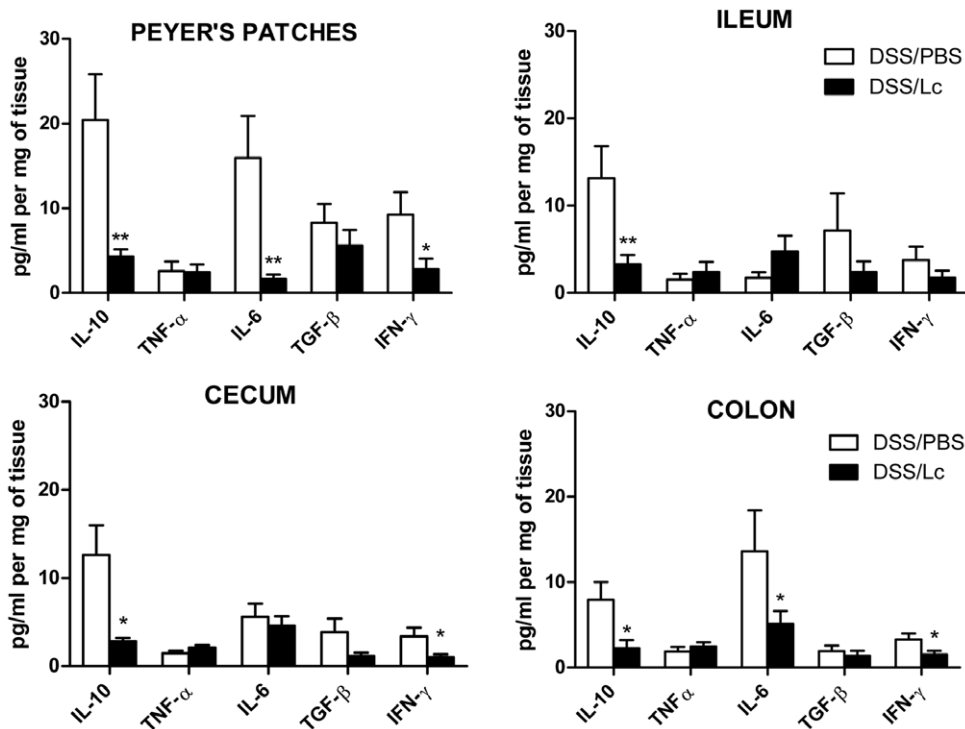 PEYER'S PATCHES
pg/ml per mg of tissue
30
20
10
0
**
**
*
IL-10
TNF-α
IL-6
TGF-β
IFN-γ
ILEUM
DSS/PBS
DSS/Lc
pg/ml per mg of tissue
30
20
10
0
**
IL-10
TNF-α
IL-6
TGF-β
IFN-γ
CECUM
pg/ml per mg of tissue
30
20
10
0
*
*
IL-10
TNF-α
IL-6
TGF-β
IFN-γ
COLON
DSS/PBS
DSS/Lc
pg/ml per mg of tissue
30
20
10
0
*
*
*
IL-10
TNFα
IL-6
TGF-β
IFN-γ